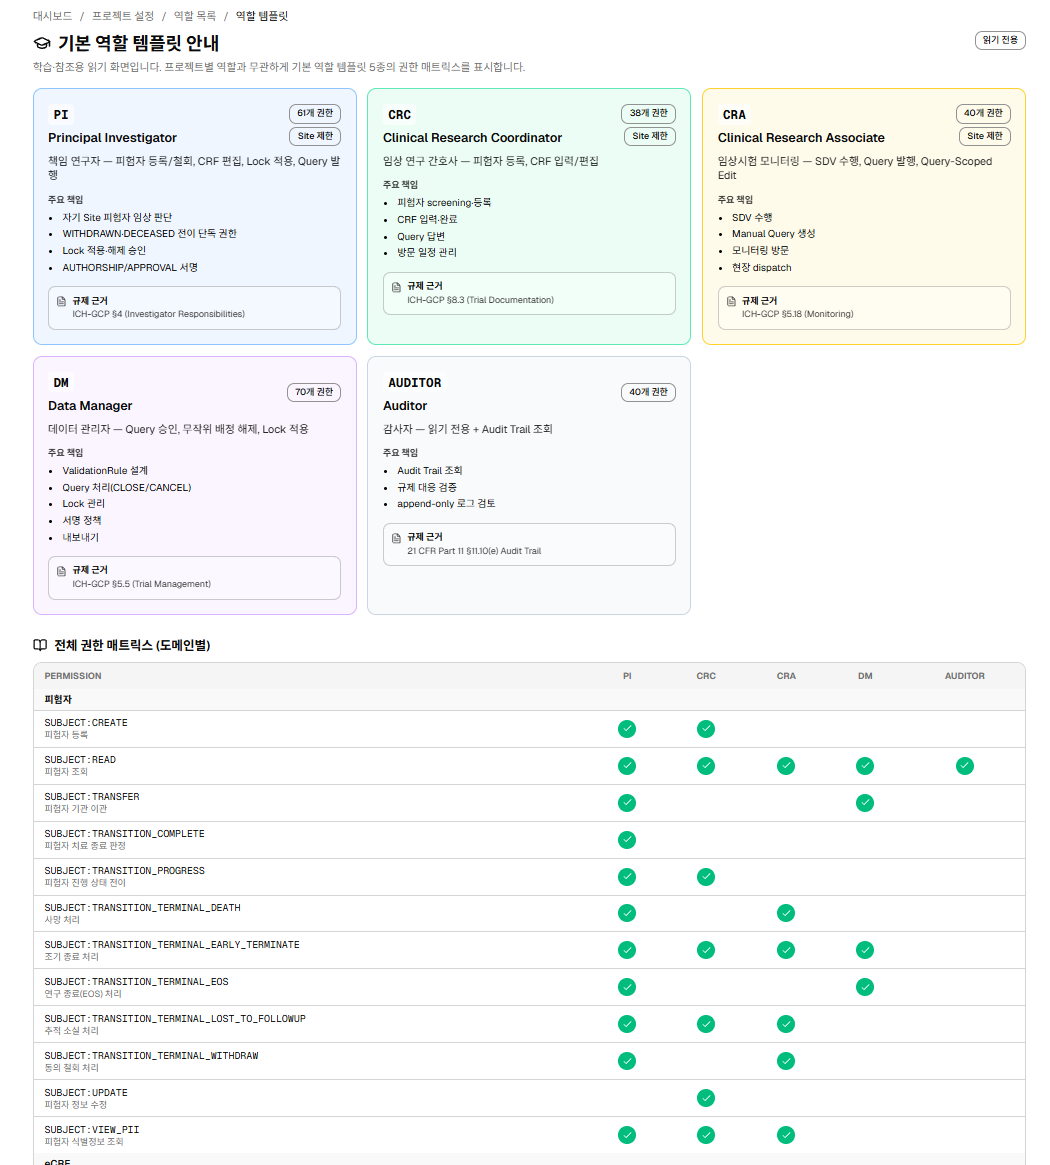 대시보드 / 프로젝트 설정 / 역할 목록 / 역할 템플릿
기본 역할 템플릿 안내
읽기 전용
학습·참조용 읽기 화면입니다. 프로젝트별 역할과 무관하게 기본 역할 템플릿 5종의 권한 매트릭스를 표시합니다.
PI
61개 권한
Principal Investigator
Site 제한
책임 연구자 — 피험자 등록/철회, CRF 편집, Lock 적용, Query 발
행
주요 책임
자기 Site 피험자 임상 판단
WITHDRAWN·DECEASED 전이 단독 권한
Lock 적용·해제 승인
AUTHORSHIP/APPROVAL 서명
규제 근거
ICH-GCP §4 (Investigator Responsibilities)
CRC
38개 권한
Clinical Research Coordinator
Site 제한
임상 연구 간호사 — 피험자 등록, CRF 입력/편집
주요 책임
피험자 screening·등록
CRF 입력·완료
Query 답변
방문 일정 관리
규제 근거
ICH-GCP §8.3 (Trial Documentation)
CRA
40개 권한
Clinical Research Associate
Site 제한
임상시험 모니터링 — SDV 수행, Query 발행, Query-Scoped
Edit
주요 책임
SDV 수행
Manual Query 생성
모니터링 방문
현장 dispatch
규제 근거
ICH-GCP §5.18 (Monitoring)
DM
70개 권한
Data Manager
데이터 관리자 — Query 승인, 무작위 배정 해제, Lock 적용
주요 책임
ValidationRule 설계
Query 처리(CLOSE/CANCEL)
Lock 관리
서명 정책
내보내기
규제 근거
ICH-GCP §5.5 (Trial Management)
AUDITOR
40개 권한
Auditor
감사자 — 읽기 전용 + Audit Trail 조회
주요 책임
Audit Trail 조회
규제 대응 검증
append-only 로그 검토
규제 근거
21 CFR Part 11 §11.10(e) Audit Trail
전체 권한 매트릭스 (도메인별)
PERMISSION PI CRC CRA DM AUDITOR
피험자
SUBJECT:CREATE
피험자 등록
SUBJECT:READ
피험자 조회
SUBJECT:TRANSFER
피험자 기관 이관
SUBJECT:TRANSITION_COMPLETE
피험자 치료 종료 판정
SUBJECT:TRANSITION_PROGRESS
피험자 진행 상태 전이
SUBJECT:TRANSITION_TERMINAL_DEATH
사망 처리
SUBJECT:TRANSITION_TERMINAL_EARLY_TERMINATE
조기 종료 처리
SUBJECT:TRANSITION_TERMINAL_EOS
연구 종료(EOS) 처리
SUBJECT:TRANSITION_TERMINAL_LOST_TO_FOLLOWUP
추적 소실 처리
SUBJECT:TRANSITION_TERMINAL_WITHDRAW
동의 철회 처리
SUBJECT:UPDATE
피험자 정보 수정
SUBJECT:VIEW_PII
피험자 식별정보 조회
eCRF